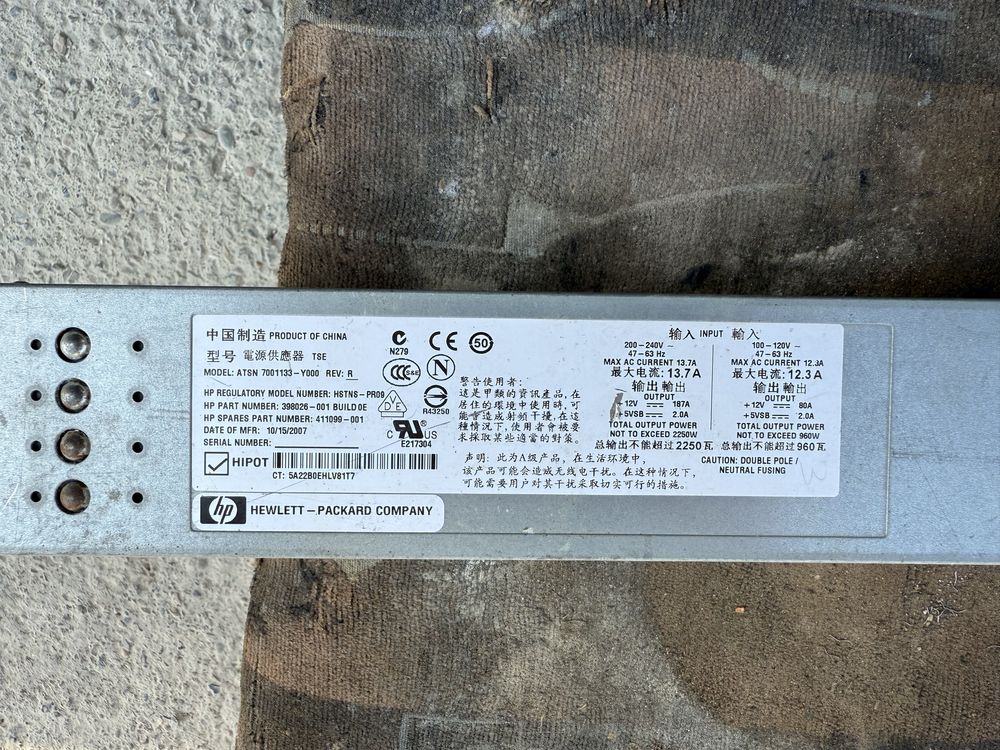 中国制造 PRODUCT OF CHINA
型号 電源供應器 TSE
MODEL: ATSN 7001133-Y000 REV: R
HP REGULATORY MODEL NUMBER: HSTNS-PR09
HP PART NUMBER: 398026-001 BUILD 0E
HP SPARES PART NUMBER: 411099-001
DATE OF MFR: 10/15/2007
SERIAL NUMBER:
HIPOT
CT: 5A22B0EHLV81T7
hp HEWLETT-PACKARD COMPANY
N279
CE
50
CCC S&E
N
VDE
R43250
C RU® US
E217304
警告使用者:
這是甲類的資訊產品,在
居住的環境中使用時,可
能會造成射頻干擾,在這
種情況下,使用者會被要
求採取某些適當的對策。
声明: 此为A级产品, 在生活环境中,
该产品可能会造成无线电干扰。在这种情况下,
可能需要用户对其干扰采取切实可行的措施。
输入 INPUT 輸入
200-240V ~
47-63 Hz
MAX AC CURRENT 13.7A
最大电流: 13.7 A
输出 輸出
OUTPUT
+12V ⎓ 187A
+5VSB ⎓ 2.0A
TOTAL OUTPUT POWER
NOT TO EXCEED 2250W
总输出不能超过 2250 瓦
100-120V ~
47-63 Hz
MAX AC CURRENT 12.3A
最大电流: 12.3 A
输出 輸出
OUTPUT
+12V ⎓ 80A
+5VSB ⎓ 2.0A
TOTAL OUTPUT POWER
NOT TO EXCEED 960W
总输出不能超过 960 瓦
CAUTION: DOUBLE POLE /
NEUTRAL FUSING